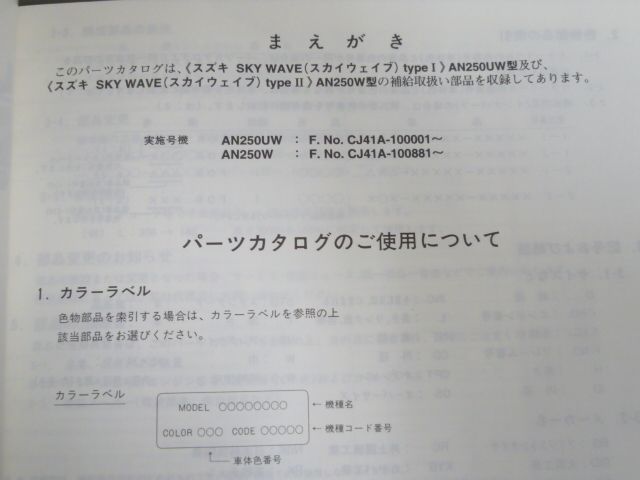 まえがき
このパーツカタログは、《スズキ SKY WAVE(スカイウェイブ) type I》AN250UW型及び、
《スズキ SKY WAVE(スカイウェイブ) type II》AN250W型の補給取扱い部品を収録してあります。
実施号機 AN250UW : F. No. CJ41A-100001～
AN250W : F. No. CJ41A-100881～
パーツカタログのご使用について
1. カラーラベル
色物部品を索引する場合は、カラーラベルを参照の上
該当部品をお選びください。
カラーラベル
MODEL ○○○○○○○○ ←機種名
COLOR ○○○ CODE ○○○○○ ←機種コード番号
車体色番号